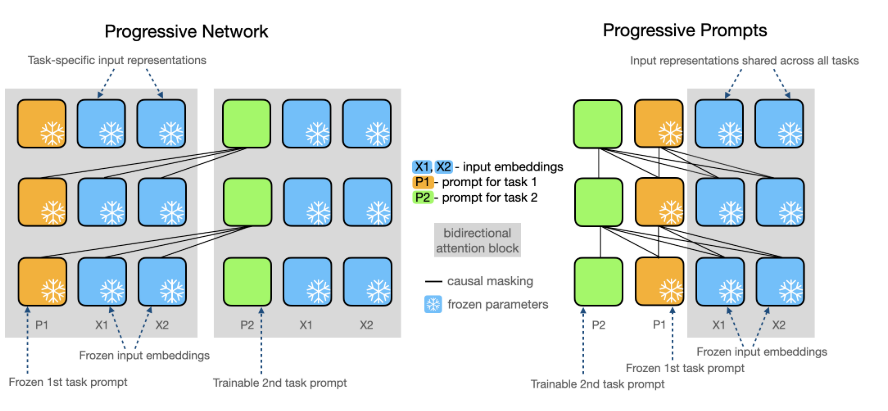 Progressive Network
Progressive Prompts
Task-specific input representations
Input representations shared across all tasks
X1, X2 - input embeddings
P1 - prompt for task 1
P2 - prompt for task 2
bidirectional
attention block
causal masking
frozen parameters
P1
X1
X2
P2
X1
X2
P2
P1
X1
X2
Frozen input embeddings
Frozen 1st task prompt
Trainable 2nd task prompt
Frozen input embeddings
Frozen 1st task prompt
Trainable 2nd task prompt